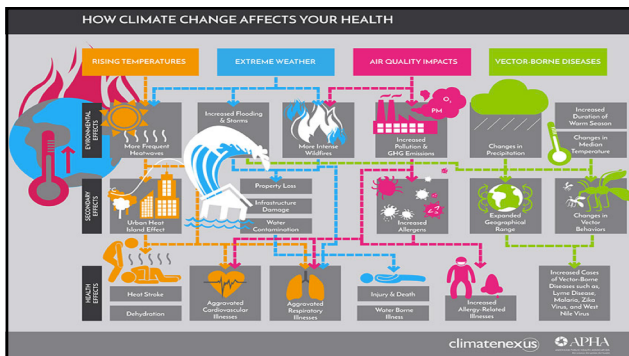 HOW CLIMATE CHANGE AFFECTS YOUR HEALTH
RISING TEMPERATURES
EXTREME WEATHER
AIR QUALITY IMPACTS
VECTOR-BORNE DISEASES
EVIRONMENTAL EFFECTS
More Frequent
Heatwaves
Increased Flooding
& Storms
More Intense
Wildfires
O₃
PM
Increased
Pollution &
GHG Emissions
Changes in
Precipitation
Increased
Duration of
Warm Season
Changes in
Median
Temperature
SECONDARY EFFECTS
Urban Heat
Island Effect
Property Loss
Infrastructure
Damage
Water
Contamination
Increased
Allergens
Expanded
Geographical
Range
Changes in
Vector
Behaviors
HEALTH EFFECTS
Heat Stroke
Dehydration
Aggravated
Cardiovascular
Illnesses
Aggravated
Respiratory
Illnesses
Injury & Death
Water Borne
Illness
Increased
Allergy-Related
Illnesses
Increased Cases
of Vector-Borne
Diseases such as,
Lyme Disease,
Malaria, Zika
Virus, and West
Nile Virus
climatenexus
APHA